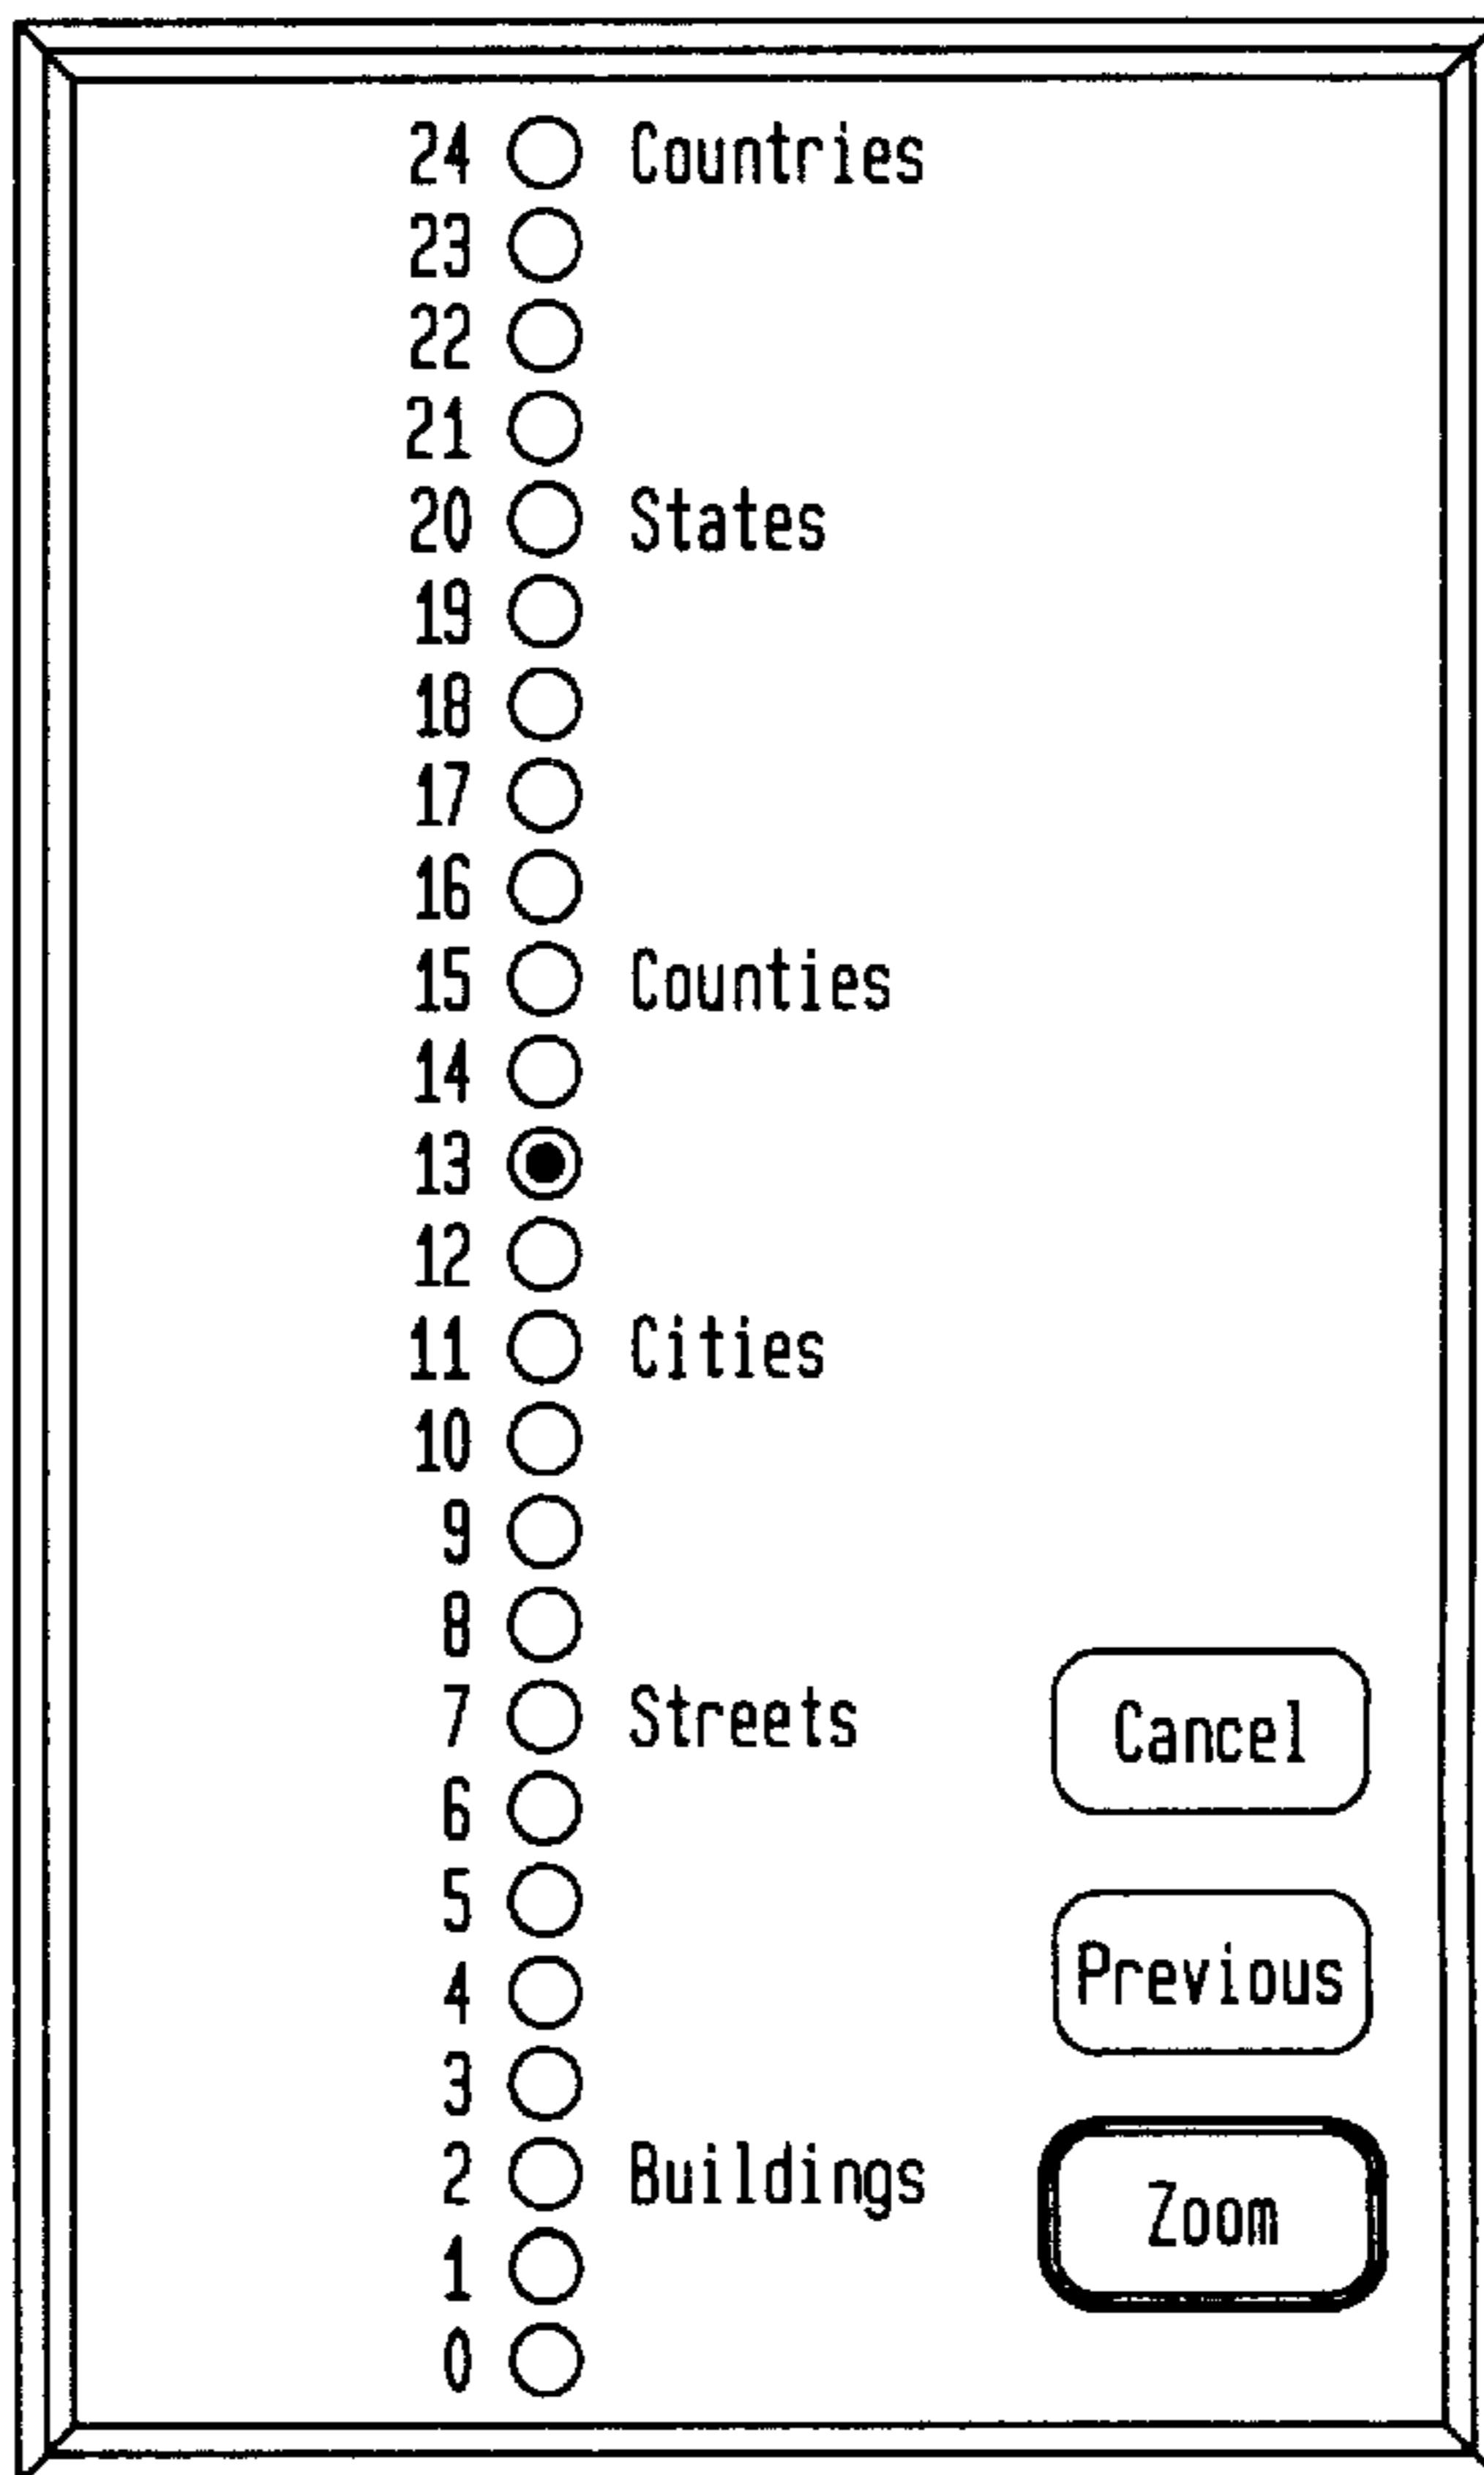 24 Countries
23
22
21
20 States
19
18
17
16
15 Counties
14
13
12
11 Cities
10
9
8
7 Streets
Cancel
6
5
4
Previous
3
2 Buildings
Zoom
1
0